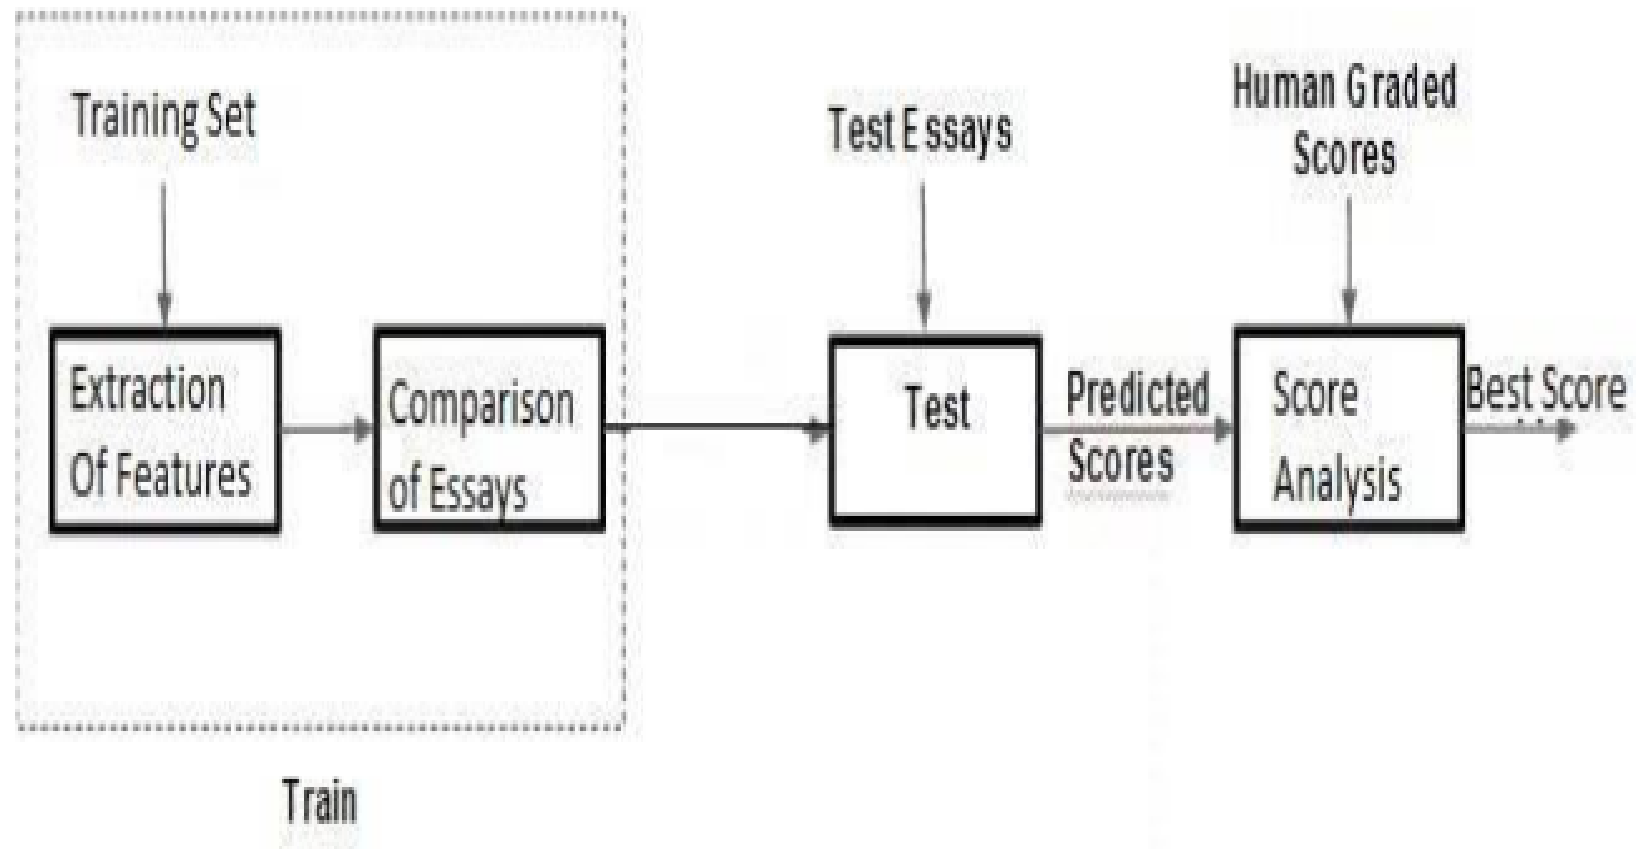 Training Set
Extraction
Of Features
Comparison
of Essays
Train
Test Essays
Test
Predicted
Scores
Human Graded
Scores
Score
Analysis
Best Score